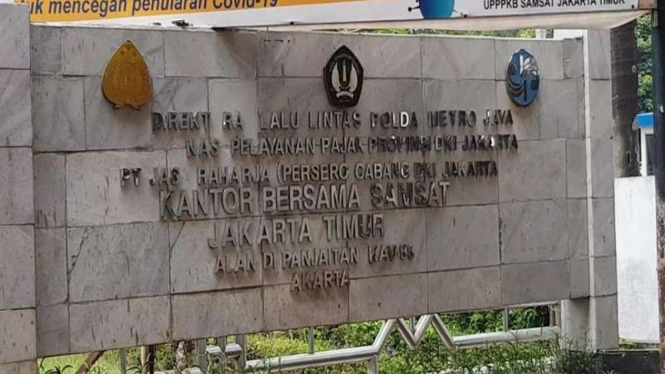 uk mencegah penularan Covid-19
UPPPKB SAMSAT JAKARTA TIMUR
DIREKT RA LALU LINTAS POLDA METRO JAYA
NAS PELAYANAN PAJAK PROVINSI DKI JAKARTA
PT JAS RAHARJA (PERSERO CABANG DKI JAKARTA
KANTOR BERSAMA SAMSAT
JAKARTA TIMUR
ALAN DI PANJAITAN KAV
AKARTA